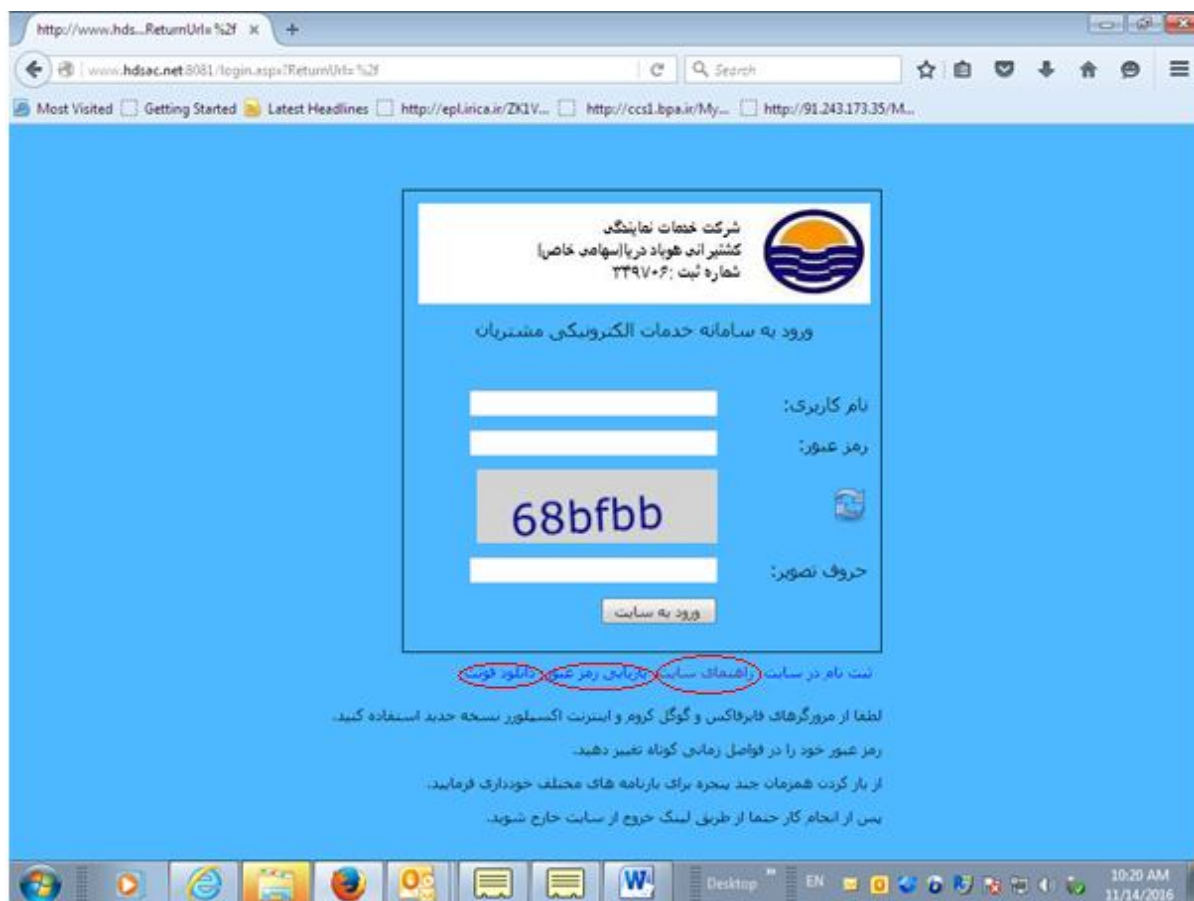 http://www.hds...ReturnUrl=%2f
www.hdsac.net:8081/login.aspx?ReturnUrl=%2f
Search
Most Visited Getting Started Latest Headlines http://epl.irica.ir/ZK1V... http://ccs1.bpa.ir/My... http://91.243.173.35/M...
شرکت خدمات نمایندگی
کشتیرانی هوپاد دریا(سهامی خاص)
شماره ثبت :۳۴۹۷۰۶
ورود به سامانه خدمات الکترونیکی مشتریان
نام کاربری:
رمز عبور:
68bfbb
حروف تصویر:
ورود به سایت
ثبت نام در سایت راهنمای سایت بازیابی رمز عبور دانلود فونت
لطفا از مرورگرهای فایرفاکس و گوگل کروم و اینترنت اکسپلورر نسخه جدید استفاده کنید.
رمز عبور خود را در فواصل زمانی کوتاه تغییر دهید.
از باز کردن همزمان چند پنجره برای بارنامه های مختلف خودداری فرمایید.
پس از انجام کار حتما از طریق لینک خروج از سایت خارج شوید.
Desktop EN 10:20 AM
11/14/2016